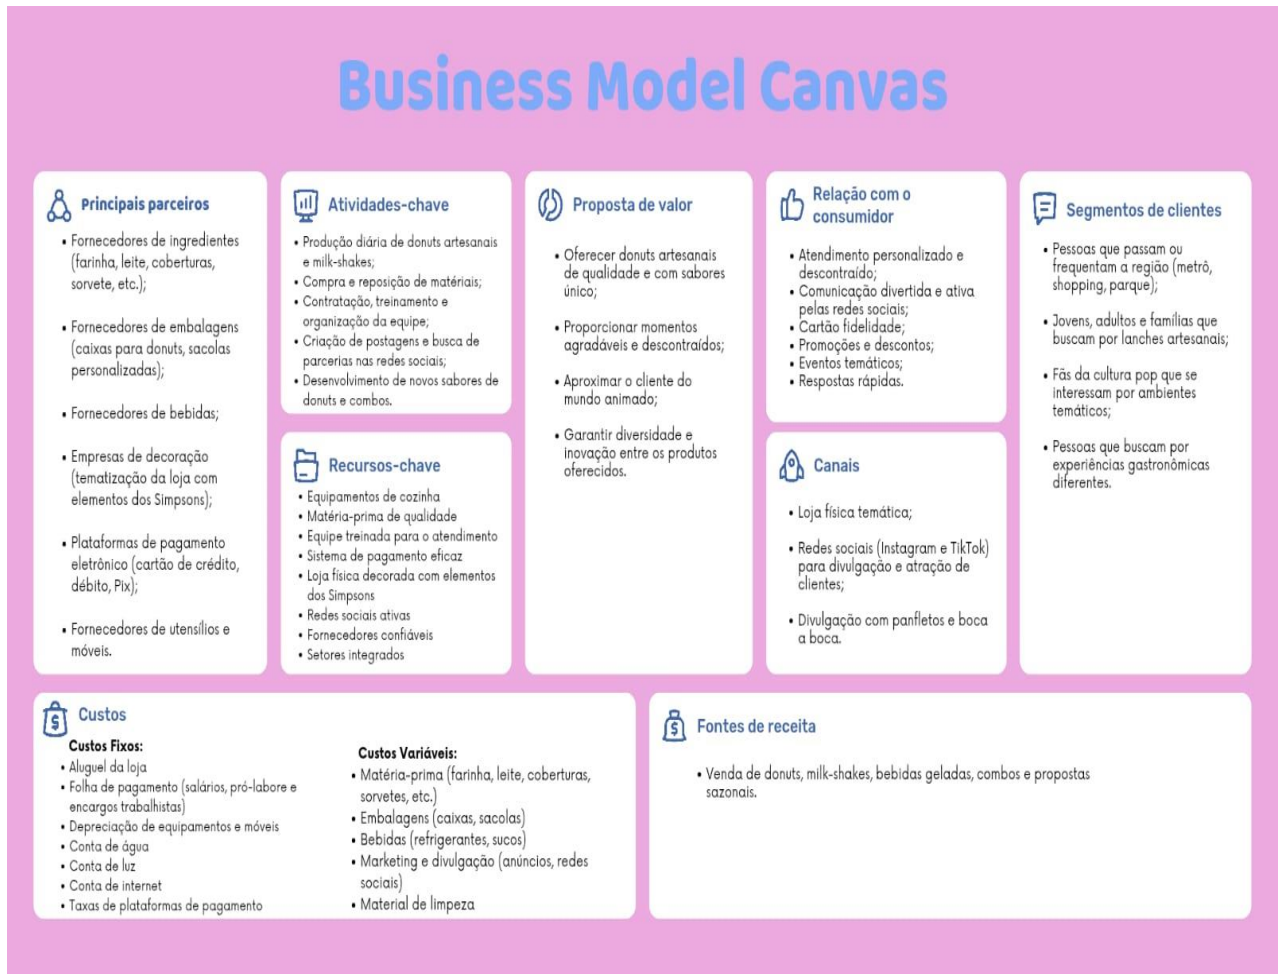 Business Model Canvas
Principais parceiros
• Fornecedores de ingredientes
(farinha, leite, coberturas,
sorvete, etc.);
• Fornecedores de embalagens
(caixas para donuts, sacolas
personalizadas);
• Fornecedores de bebidas;
• Empresas de decoração
(tematização da loja com
elementos dos Simpsons);
• Plataformas de pagamento
eletrônico (cartão de crédito,
débito, Pix);
• Fornecedores de utensílios e
móveis.
Atividades-chave
• Produção diária de donuts artesanais
e milk-shakes;
• Compra e reposição de matériais;
• Contratação, treinamento e
organização da equipe;
• Criação de postagens e busca de
parcerias nas redes sociais;
• Desenvolvimento de novos sabores de
donuts e combos.
Recursos-chave
• Equipamentos de cozinha
• Matéria-prima de qualidade
• Equipe treinada para o atendimento
• Sistema de pagamento eficaz
• Loja física decorada com elementos
dos Simpsons
• Redes sociais ativas
• Fornecedores confiáveis
• Setores integrados
Proposta de valor
• Oferecer donuts artesanais
de qualidade e com sabores
único;
• Proporcionar momentos
agradáveis e descontraídos;
• Aproximar o cliente do
mundo animado;
• Garantir diversidade e
inovação entre os produtos
oferecidos.
Relação com o
consumidor
• Atendimento personalizado e
descontraído;
• Comunicação divertida e ativa
pelas redes sociais;
• Cartão fidelidade;
• Promoções e descontos;
• Eventos temáticos;
• Respostas rápidas.
Canais
• Loja física temática;
• Redes sociais (Instagram e TikTok)
para divulgação e atração de
clientes;
• Divulgação com panfletos e boca
a boca.
Segmentos de clientes
• Pessoas que passam ou
frequentam a região (metrô,
shopping, parque);
• Jovens, adultos e famílias que
buscam por lanches artesanais;
• Fãs da cultura pop que se
interessam por ambientes
temáticos;
• Pessoas que buscam por
experiências gastronômicas
diferentes.
$ Custos
Custos Fixos:
• Aluguel da loja
• Folha de pagamento (salários, pró-labore e
encargos trabalhistas)
• Depreciação de equipamentos e móveis
• Conta de água
• Conta de luz
• Conta de internet
• Taxas de plataformas de pagamento
Custos Variáveis:
• Matéria-prima (farinha, leite, coberturas,
sorvetes, etc.)
• Embalagens (caixas, sacolas)
• Bebidas (refrigerantes, sucos)
• Marketing e divulgação (anúncios, redes
sociais)
• Material de limpeza
$ Fontes de receita
• Venda de donuts, milk-shakes, bebidas geladas, combos e propostas
sazonais.